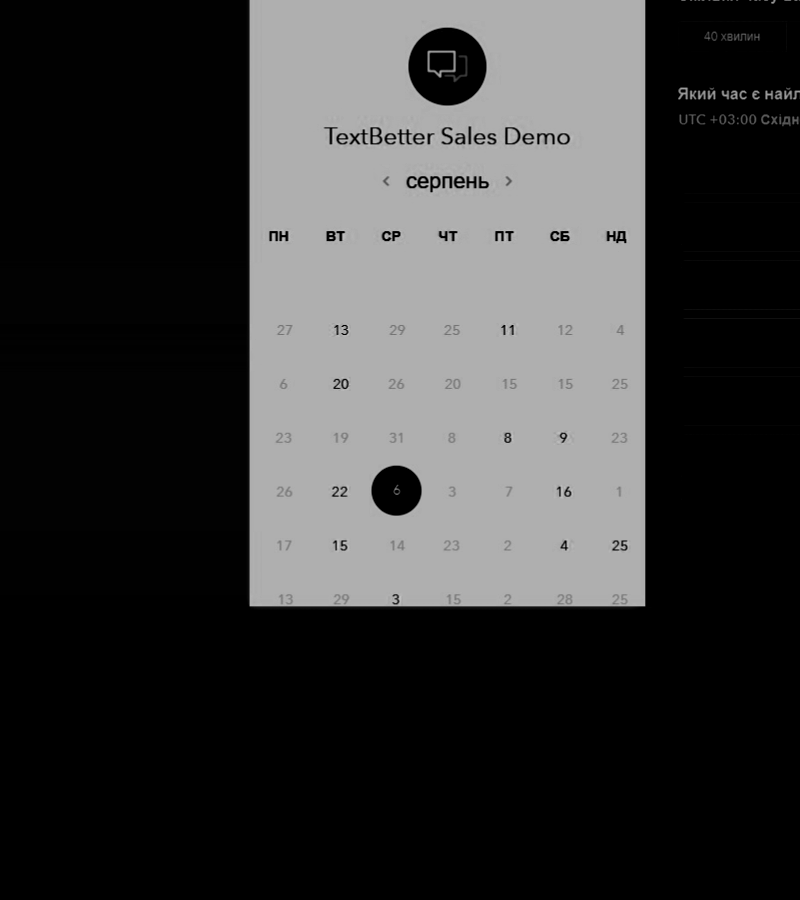 40 хвилин
Який час є
UTC +03:00
TextBetter Sales Demo
серпень
ПН ВТ СР ЧТ ПТ СБ НД
27 13 29 25 11 12 4
6 20 26 20 15 15 25
23 19 31 8 8 9 23
26 22 6 3 7 16 1
17 15 14 23 2 4 25
13 29 3 15 2 28 25